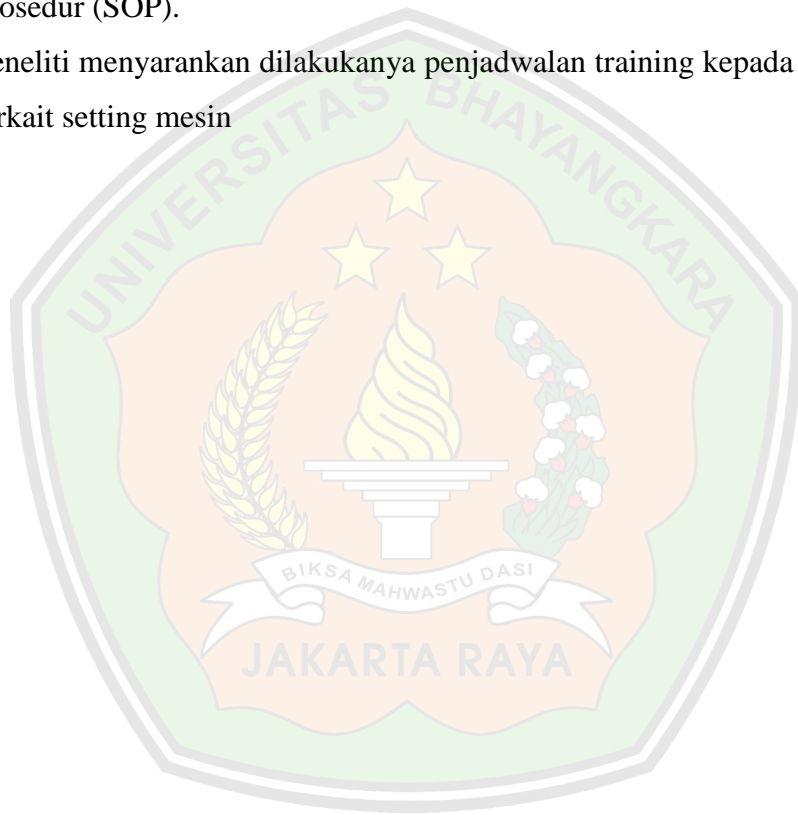 osedur (SOP).
eneliti menyarankan dilakukanya penjadwalan training kepada
rkait setting mesin
UNIVERSITAS BHAYANGKARA
BIKSA MAHWASTU DASI
JAKARTA RAYA